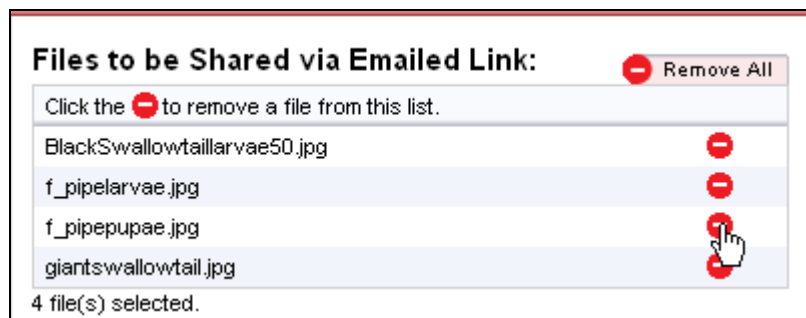 Files to be Shared via Emailed Link:
Remove All
Click the to remove a file from this list.
BlackSwallowtaillarvae50.jpg
f_pipelarvae.jpg
f_pipepupae.jpg
giantswallowtail.jpg
4 file(s) selected.